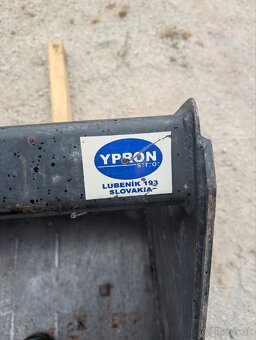 YPRON
s.r.o.
LUBENÍK 193
SLOVAKIA